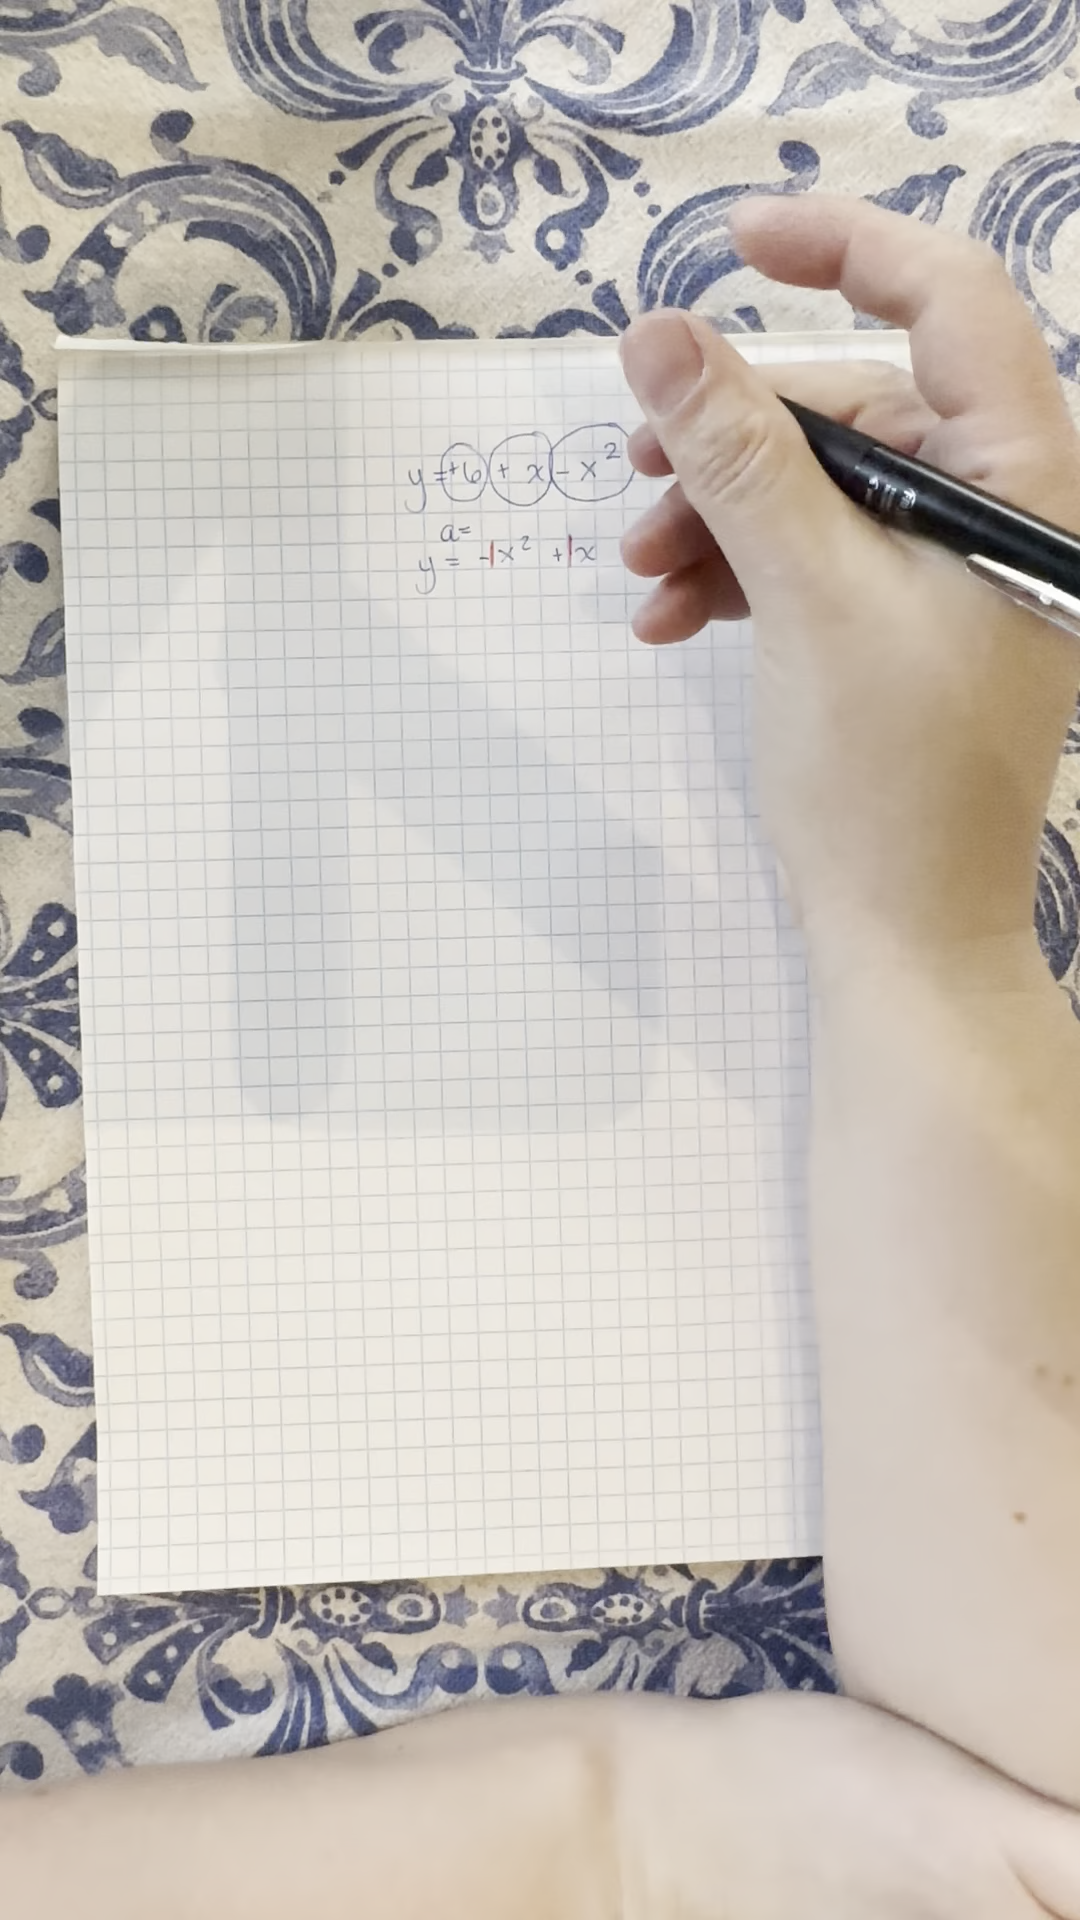 y=+6 + x - x²
a=
y = -1x² +1x